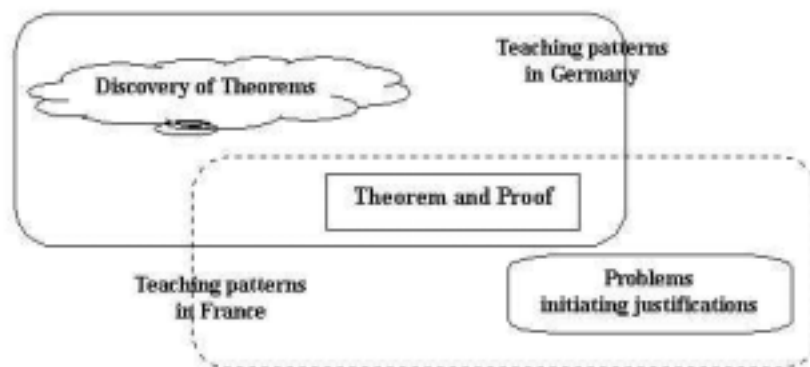 Teaching patterns
in Germany
Discovery of Theorems
Theorem and Proof
Teaching patterns
in France
Problems
initiating justifications